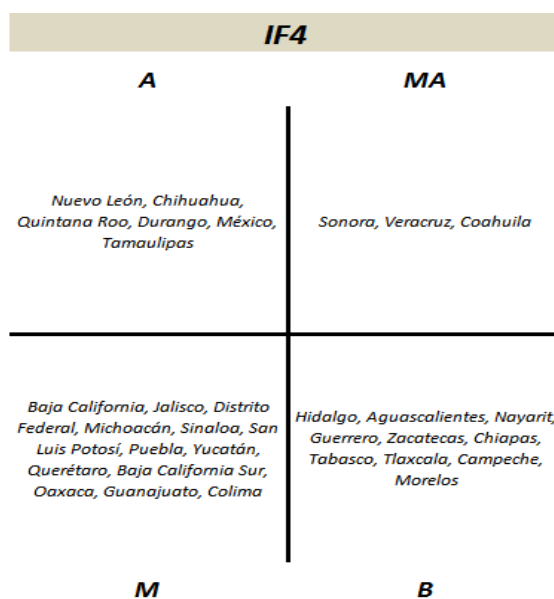 IF4
A
MA
Nuevo León, Chihuahua,
Quintana Roo, Durango, México,
Tamaulipas
Sonora, Veracruz, Coahuila
Baja California, Jalisco, Distrito
Federal, Michoacán, Sinaloa, San
Luis Potosí, Puebla, Yucatán,
Querétaro, Baja California Sur,
Oaxaca, Guanajuato, Colima
Hidalgo, Aguascalientes, Nayarit,
Guerrero, Zacatecas, Chiapas,
Tabasco, Tlaxcala, Campeche,
Morelos
M
B